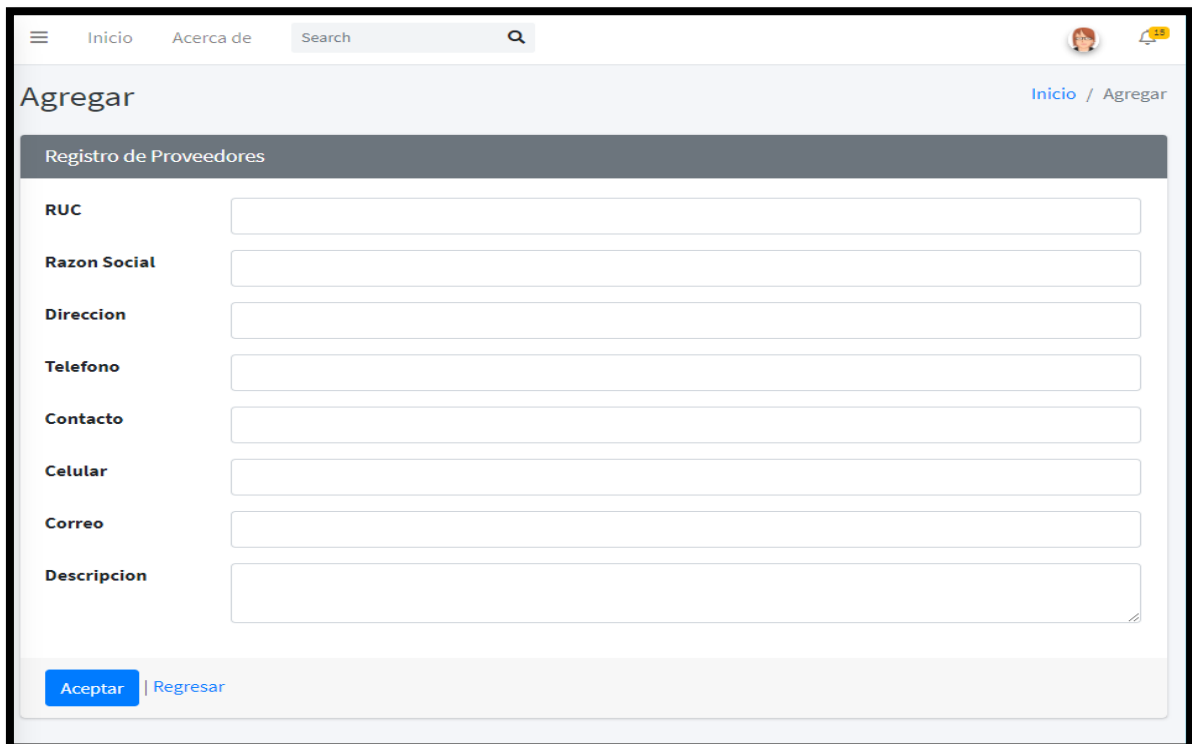 Inicio Acerca de Search 15
Agregar Inicio / Agregar
Registro de Proveedores
RUC
Razon Social
Direccion
Telefono
Contacto
Celular
Correo
Descripcion
Aceptar | Regresar